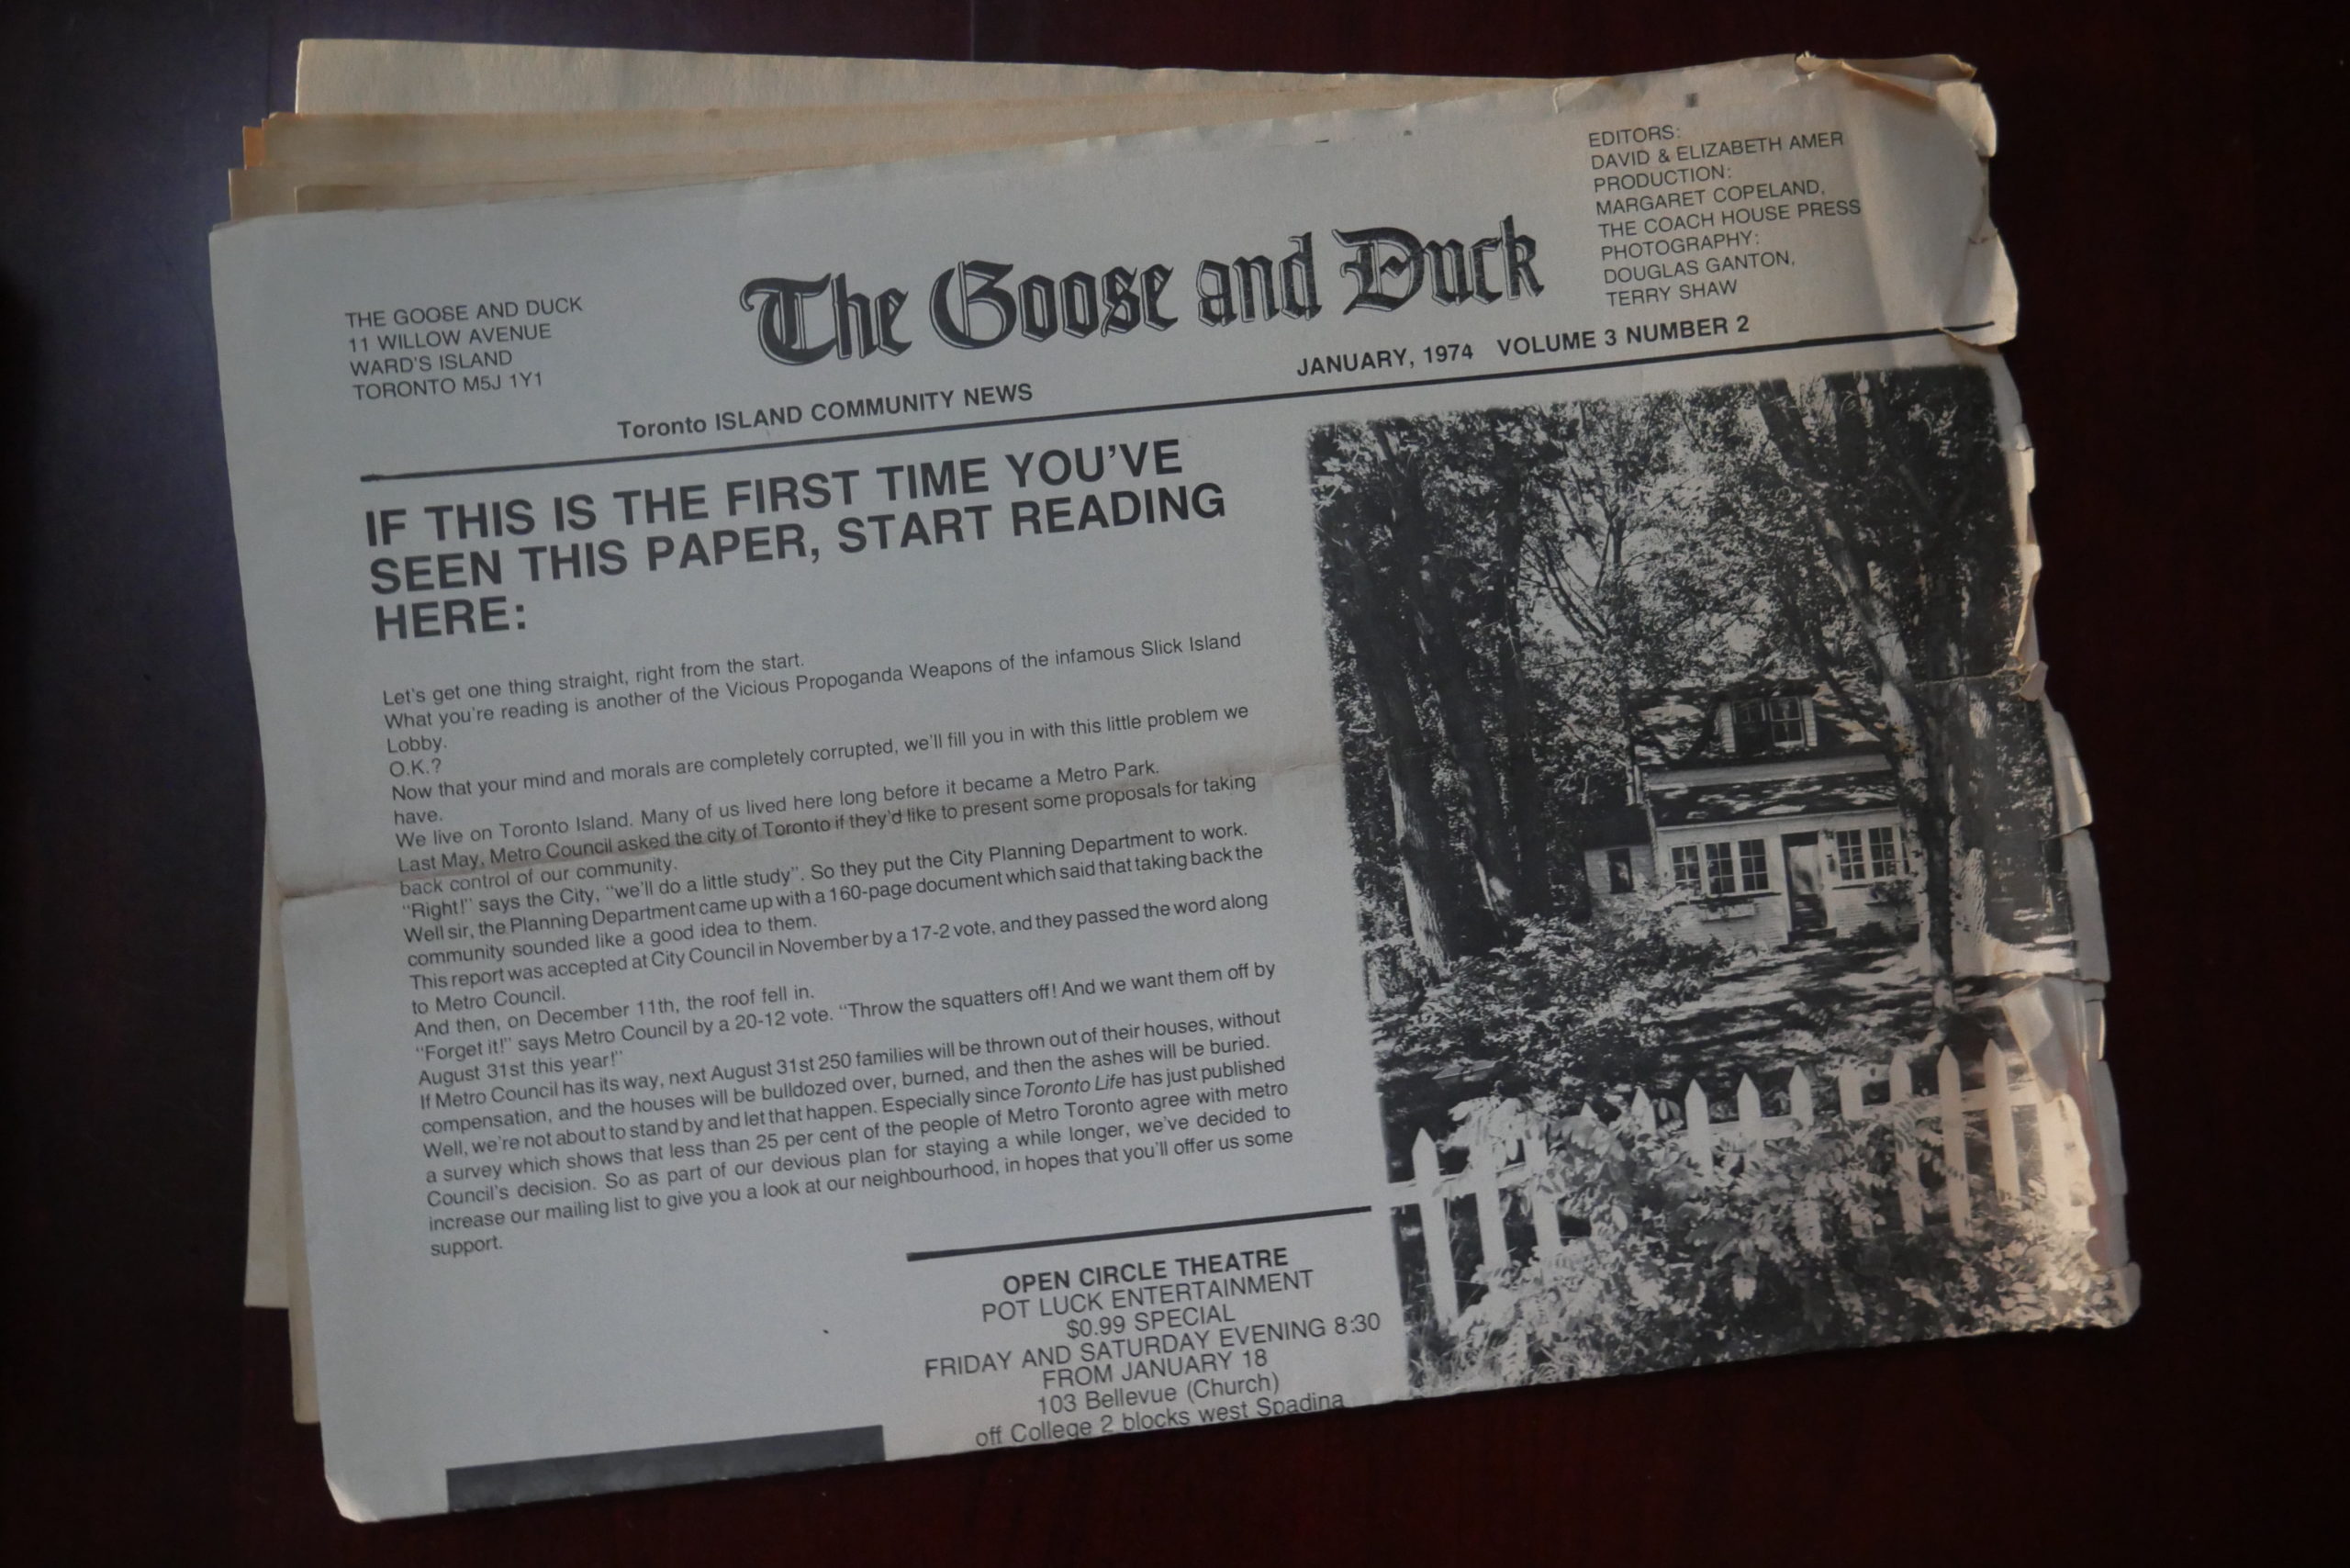 THE GOOSE AND DUCK
11 WILLOW AVENUE
WARD'S ISLAND
TORONTO M5J 1Y1
The Goose and Duck
EDITORS:
DAVID & ELIZABETH AMER
PRODUCTION:
MARGARET COPELAND,
THE COACH HOUSE PRESS
PHOTOGRAPHY:
DOUGLAS GANTON,
TERRY SHAW
Toronto ISLAND COMMUNITY NEWS
JANUARY, 1974 VOLUME 3 NUMBER 2
IF THIS IS THE FIRST TIME YOU'VE
SEEN THIS PAPER, START READING
HERE:
Let's get one thing straight, right from the start.
What you're reading is another of the Vicious Propoganda Weapons of the infamous Slick Island
Lobby.
O.K.?
Now that your mind and morals are completely corrupted, we'll fill you in with this little problem we
have.
We live on Toronto Island. Many of us lived here long before it became a Metro Park.
Last May, Metro Council asked the city of Toronto if they'd like to present some proposals for taking
back control of our community.
"Right!" says the City, "we'll do a little study". So they put the City Planning Department to work.
Well sir, the Planning Department came up with a 160-page document which said that taking back the
community sounded like a good idea to them.
This report was accepted at City Council in November by a 17-2 vote, and they passed the word along
to Metro Council.
And then, on December 11th, the roof fell in.
"Forget it!" says Metro Council by a 20-12 vote. "Throw the squatters off! And we want them off by
August 31st this year!"
If Metro Council has its way, next August 31st 250 families will be thrown out of their houses, without
compensation, and the houses will be bulldozed over, burned, and then the ashes will be buried.
Well, we're not about to stand by and let that happen. Especially since Toronto Life has just published
a survey which shows that less than 25 per cent of the people of Metro Toronto agree with metro
Council's decision. So as part of our devious plan for staying a while longer, we've decided to
increase our mailing list to give you a look at our neighbourhood, in hopes that you'll offer us some
support.
OPEN CIRCLE THEATRE
POT LUCK ENTERTAINMENT
$0.99 SPECIAL
FRIDAY AND SATURDAY EVENING 8:30
FROM JANUARY 18
103 Bellevue (Church)
off College 2 blocks west Spadina